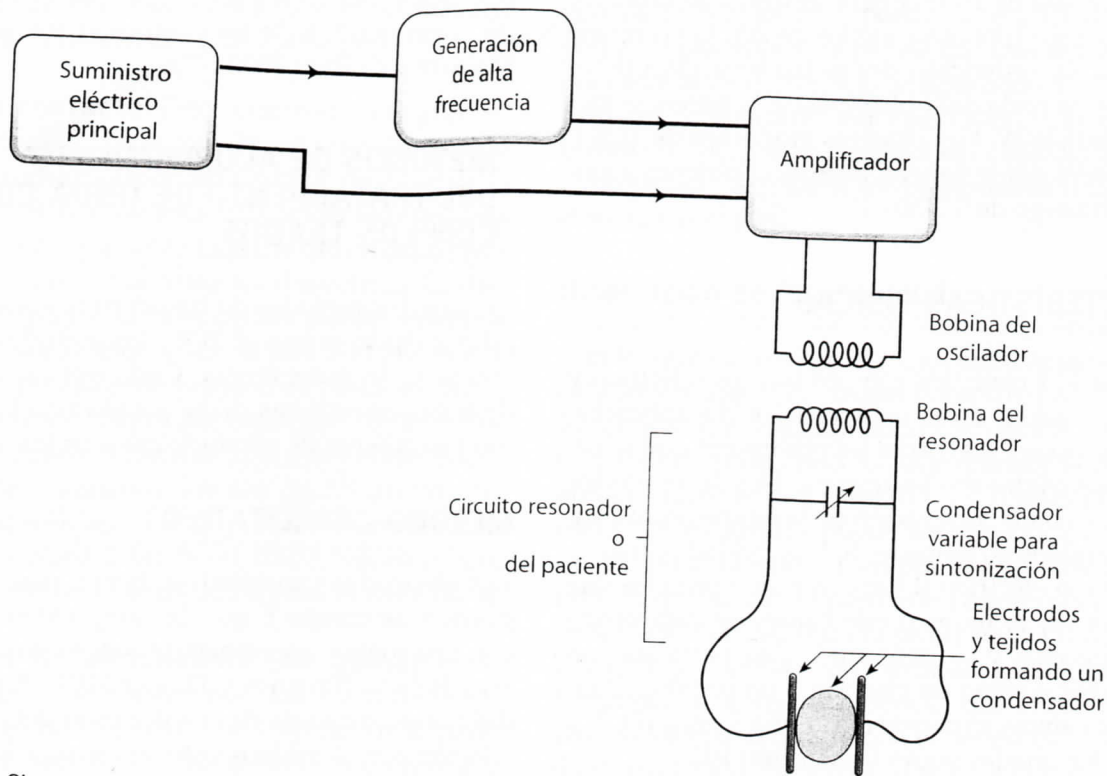 Suministro
eléctrico
principal
Generación
de alta
frecuencia
Amplificador
Bobina del
oscilador
Bobina del
resonador
Circuito resonador
o
del paciente
Condensador
variable para
sintonización
Electrodos
y tejidos
formando un
condensador